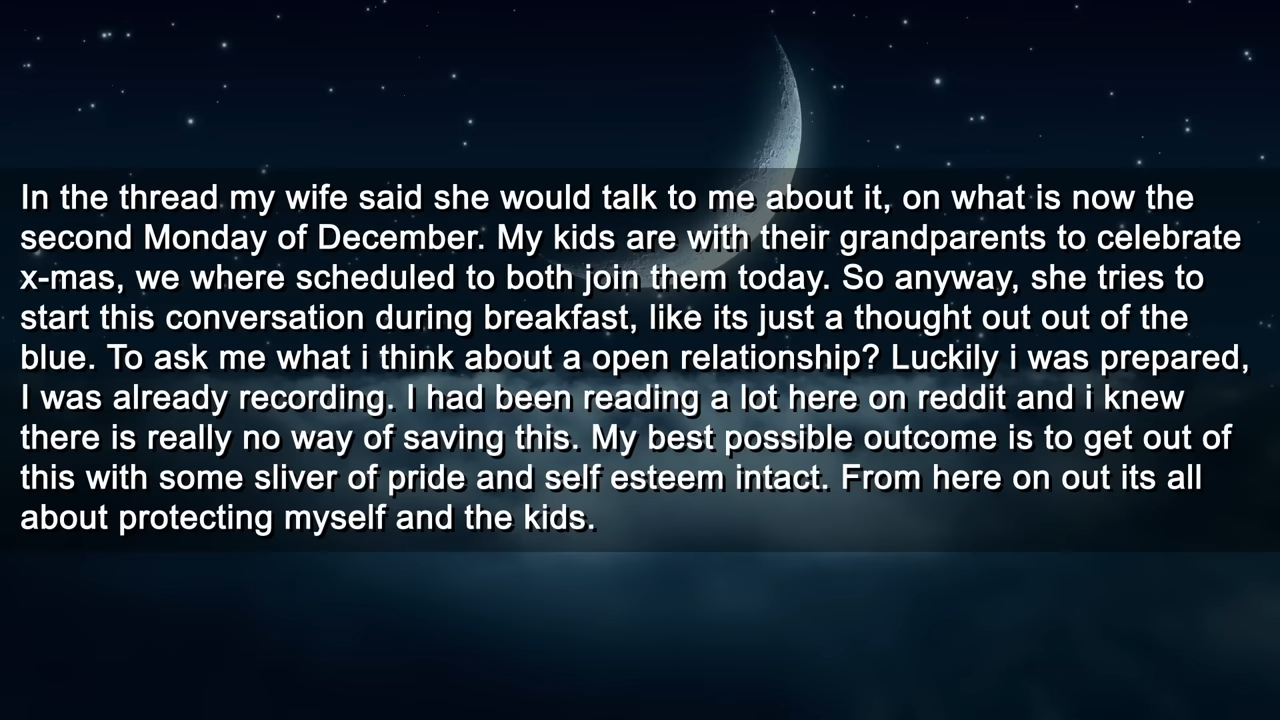 In the thread my wife said she would talk to me about it, on what is now the
second Monday of December. My kids are with their grandparents to celebrate
x-mas, we where scheduled to both join them today. So anyway, she tries to
start this conversation during breakfast, like its just a thought out out of the
blue. To ask me what i think about a open relationship? Luckily i was prepared,
I was already recording. I had been reading a lot here on reddit and i knew
there is really no way of saving this. My best possible outcome is to get out of
this with some sliver of pride and self esteem intact. From here on out its all
about protecting myself and the kids.